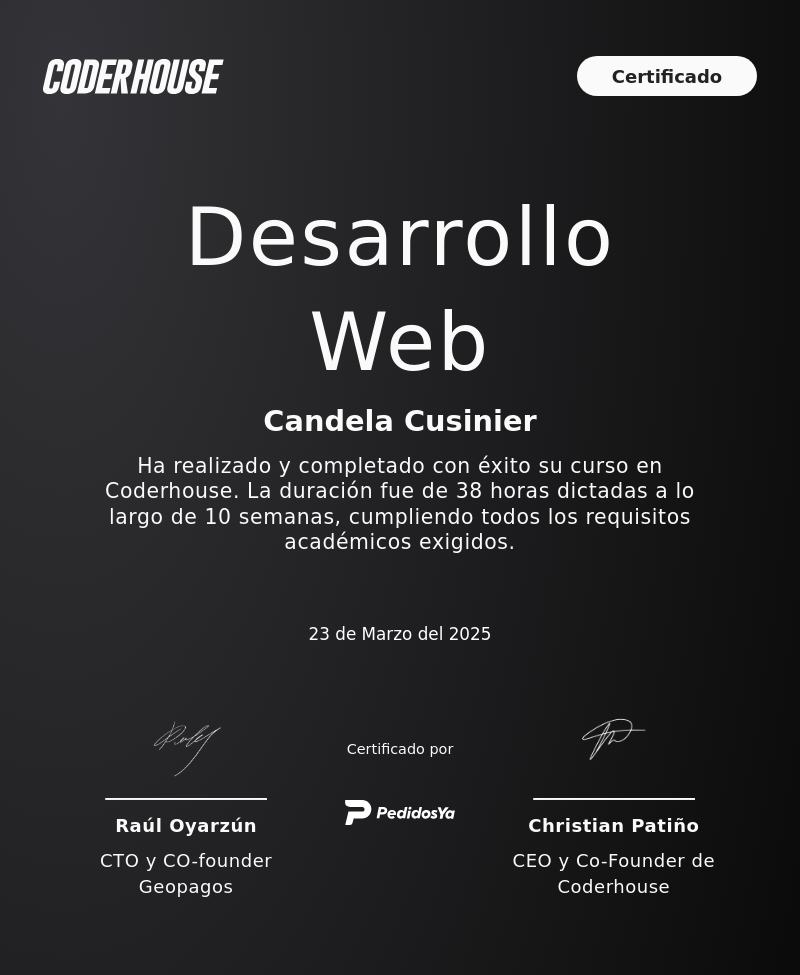 CODERHOUSE
Certificado
Desarrollo
Web
Candela Cusinier
Ha realizado y completado con éxito su curso en
Coderhouse. La duración fue de 38 horas dictadas a lo
largo de 10 semanas, cumpliendo todos los requisitos
académicos exigidos.
23 de Marzo del 2025
Certificado por
PedidosYa
Raúl Oyarzún
CTO y CO-founder
Geopagos
Christian Patiño
CEO y Co-Founder de
Coderhouse